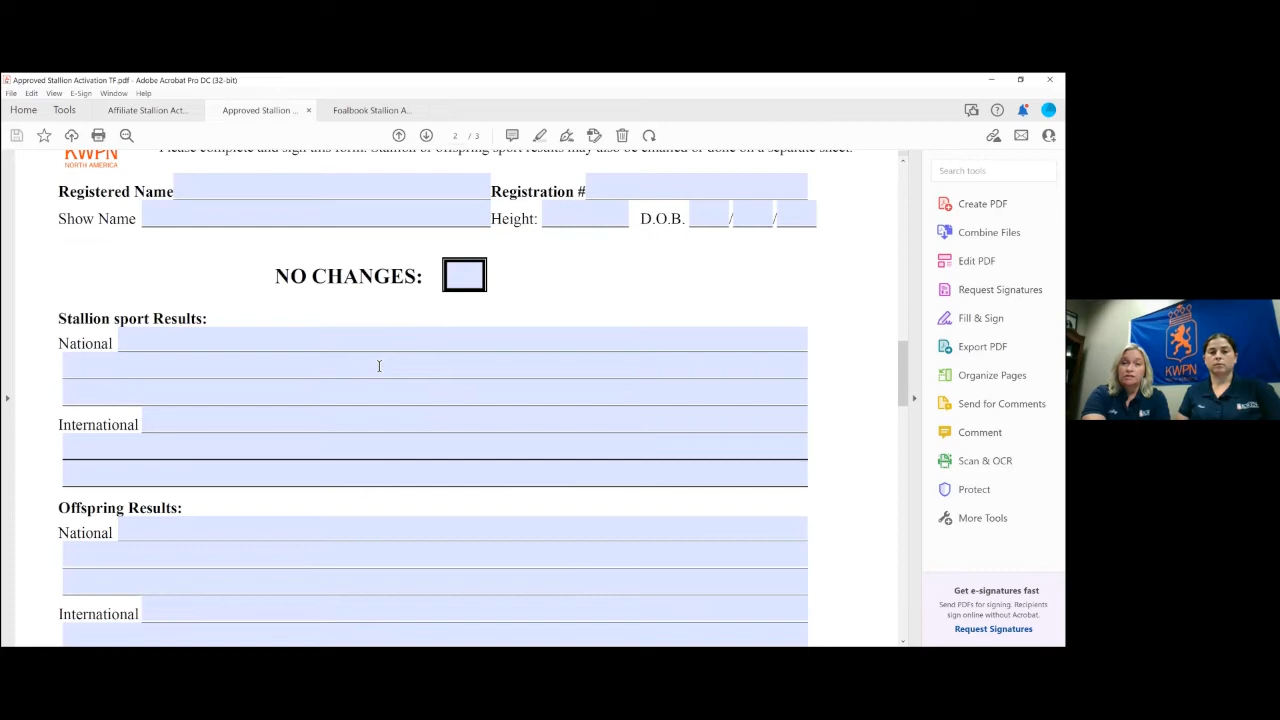 Approved Stallion Activation TF.pdf - Adobe Acrobat Pro DC (32-bit)
File Edit View E-Sign Window Help
Home Tools Affiliate Stallion Act... Approved Stallion ... × Foalbook Stallion A...
2 / 3
KWPN
NORTH AMERICA
Please complete and sign
Stallion or offspring sport results may also be emailed or done on a separate sheet.
Registered Name Registration #
Show Name Height: D.O.B. / /
NO CHANGES:
Stallion sport Results:
National
International
Offspring Results:
National
International
Search tools
Create PDF
Combine Files
Edit PDF
Request Signatures
Fill & Sign
Export PDF
Organize Pages
Send for Comments
Comment
Scan & OCR
Protect
More Tools
Get e-signatures fast
Send PDFs for signing. Recipients
sign online without Acrobat.
Request Signatures
KWPN